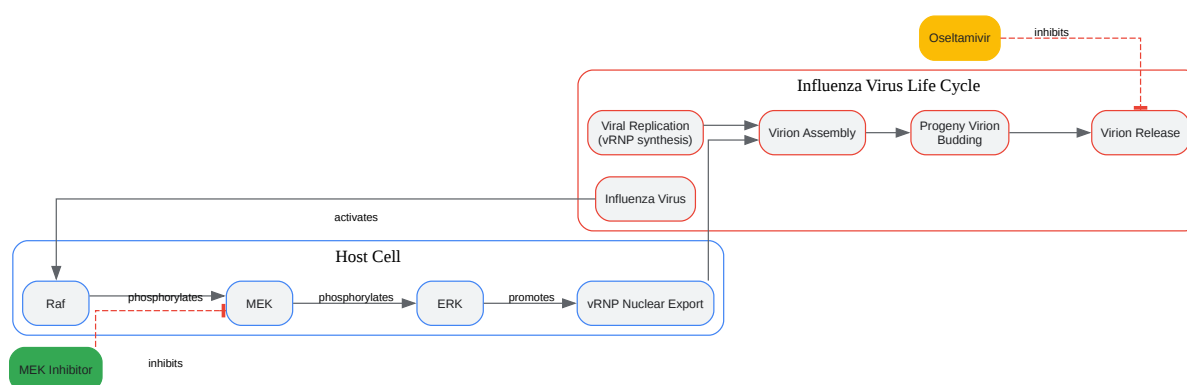 Oseltamivir
inhibits
Influenza Virus Life Cycle
Viral Replication
(vRNP synthesis)
Virion Assembly
Progeny Virion
Budding
Virion Release
Influenza Virus
activates
Host Cell
Raf
phosphorylates
MEK
phosphorylates
ERK
promotes
vRNP Nuclear Export
MEK Inhibitor
inhibits